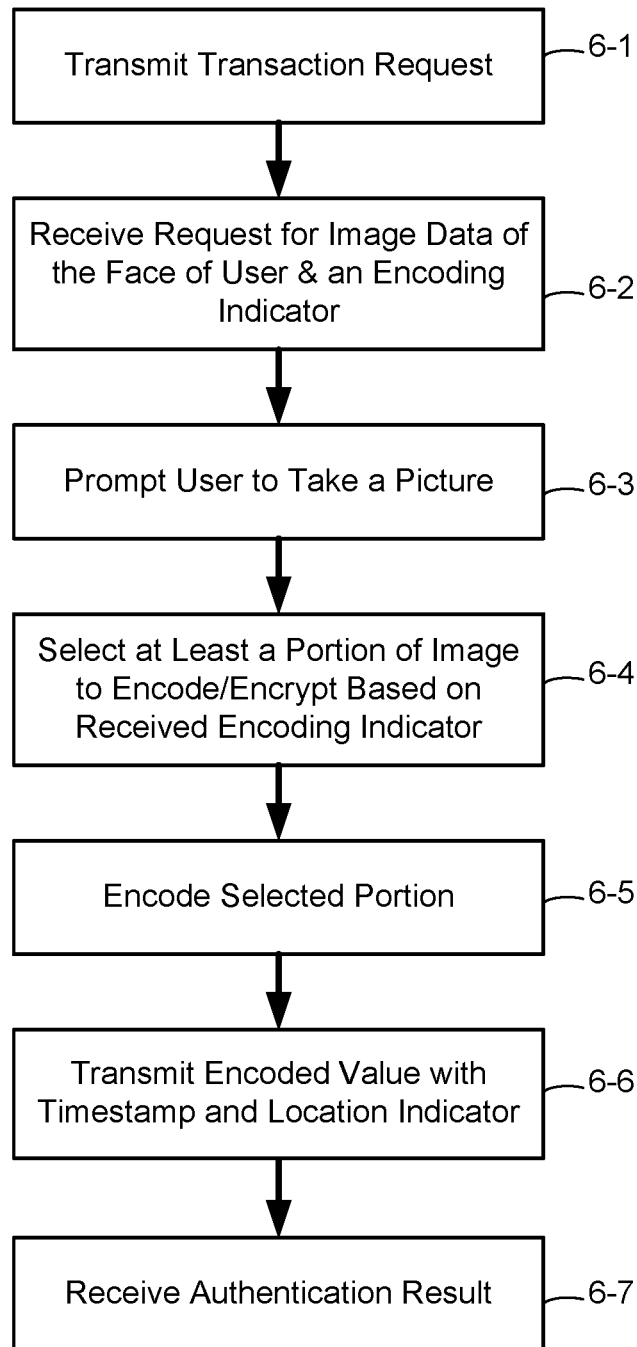 Transmit Transaction Request
6-1
Receive Request for Image Data of
the Face of User & an Encoding
Indicator
6-2
Prompt User to Take a Picture
6-3
Select at Least a Portion of Image
to Encode/Encrypt Based on
Received Encoding Indicator
6-4
Encode Selected Portion
6-5
Transmit Encoded Value with
Timestamp and Location Indicator
6-6
Receive Authentication Result
6-7